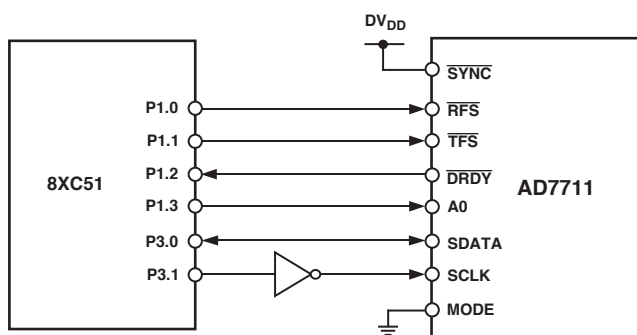 DVDD
SYNC
P1.0 RFS
P1.1 TFS
P1.2 DRDY
8XC51 AD7711
P1.3 A0
P3.0 SDATA
P3.1 SCLK
MODE